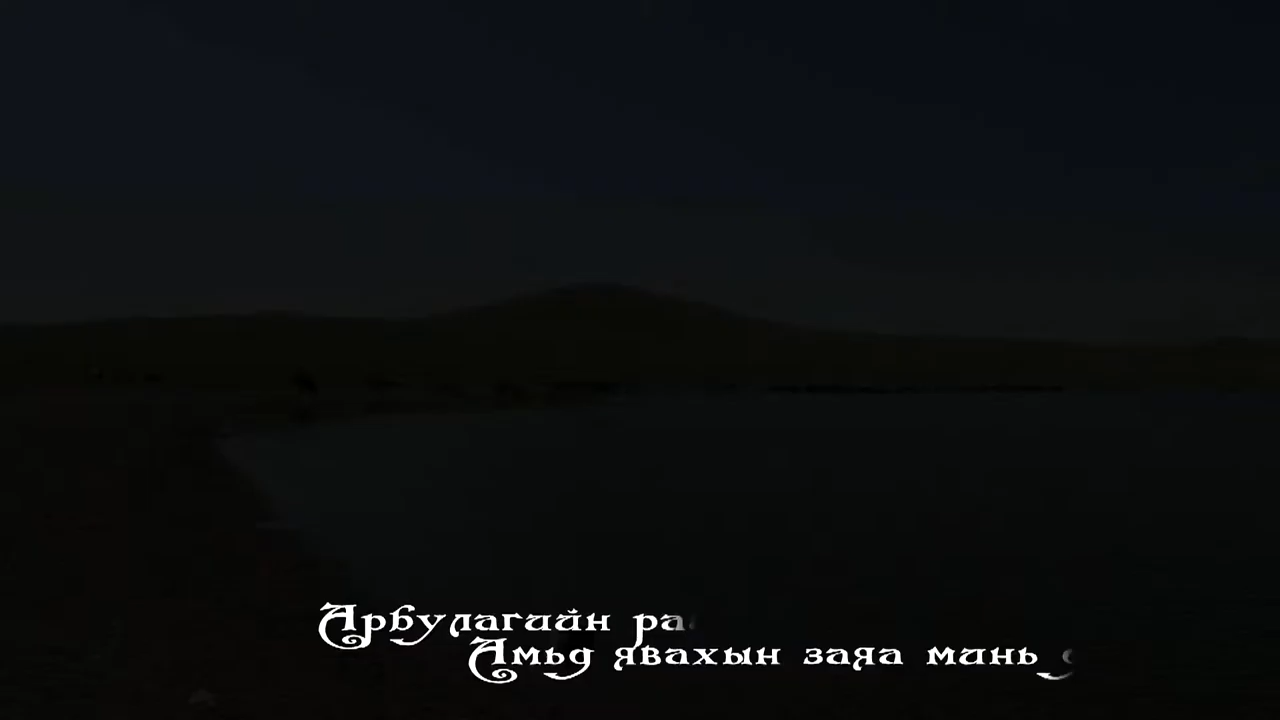 Арбулагийн
Амьд явахын заяа минь